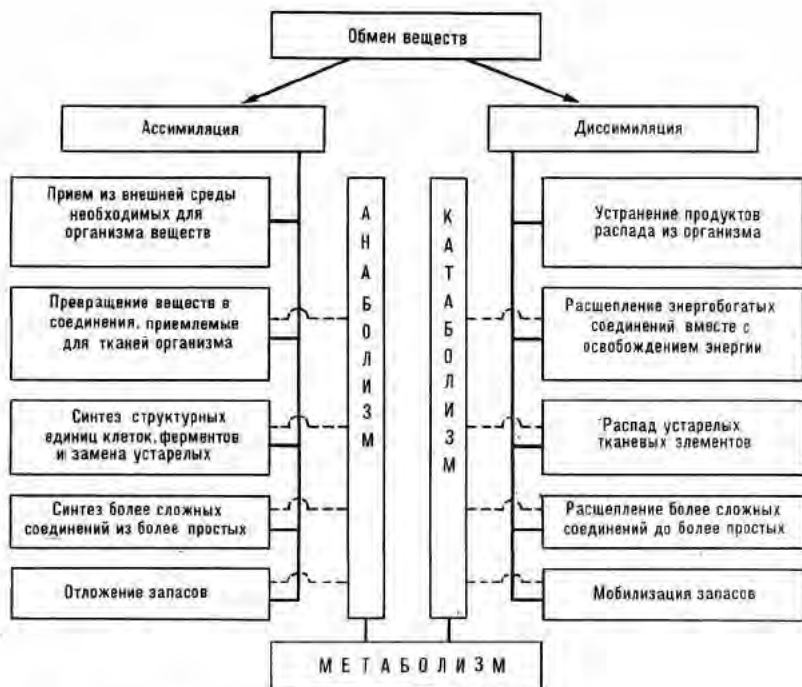 Обмен веществ
Ассимиляция
Диссимиляция
Прием из внешней среды
необходимых для
организма веществ
Превращение веществ в
соединения, приемлемые
для тканей организма
Синтез структурных
единиц клеток, ферментов
и замена устарелых
Синтез более сложных
соединений из более простых
Отложение запасов
АНАБОЛИЗМ
КАТАБОЛИЗМ
Устранение продуктов
распада из организма
Расщепление энергобогатых
соединений вместе с
освобождением энергии
Распад устарелых
тканевых элементов
Расщепление более сложных
соединений до более простых
Мобилизация запасов
МЕТАБОЛИЗМ